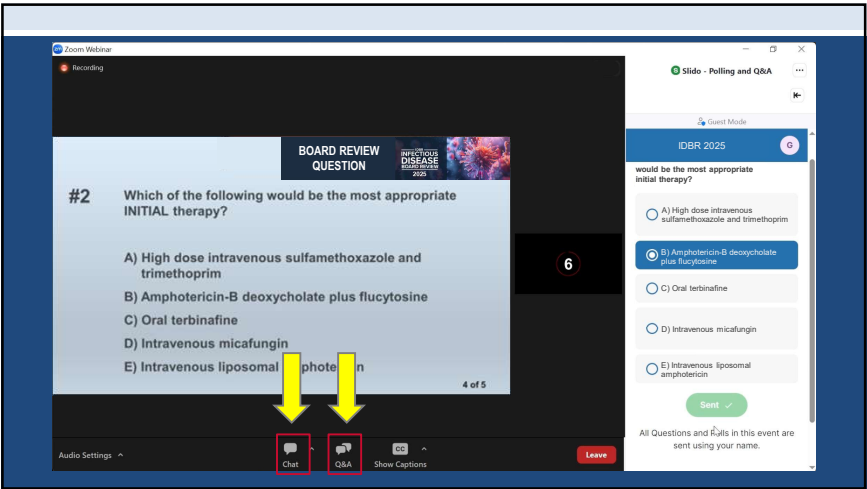 Zoom Webinar
Recording
BOARD REVIEW
QUESTION
INFECTIOUS
DISEASE
BOARD REVIEW
2025
#2 Which of the following would be the most appropriate
INITIAL therapy?
A) High dose intravenous sulfamethoxazole and
trimethoprim
B) Amphotericin-B deoxycholate plus flucytosine
C) Oral terbinafine
D) Intravenous micafungin
E) Intravenous liposomal
4 of 5
6
Audio Settings
Chat
Q&A
CC
Show Captions
Leave
S Slido - Polling and Q&A
Guest Mode
IDBR 2025
G
would be the most appropriate
initial therapy?
A) High dose intravenous
sulfamethoxazole and trimethoprim
B) Amphotericin-B deoxycholate
plus flucytosine
C) Oral terbinafine
D) Intravenous micafungin
E) Intravenous liposomal
amphotericin
Sent
All Questions and Polls in this event are
sent using your name.